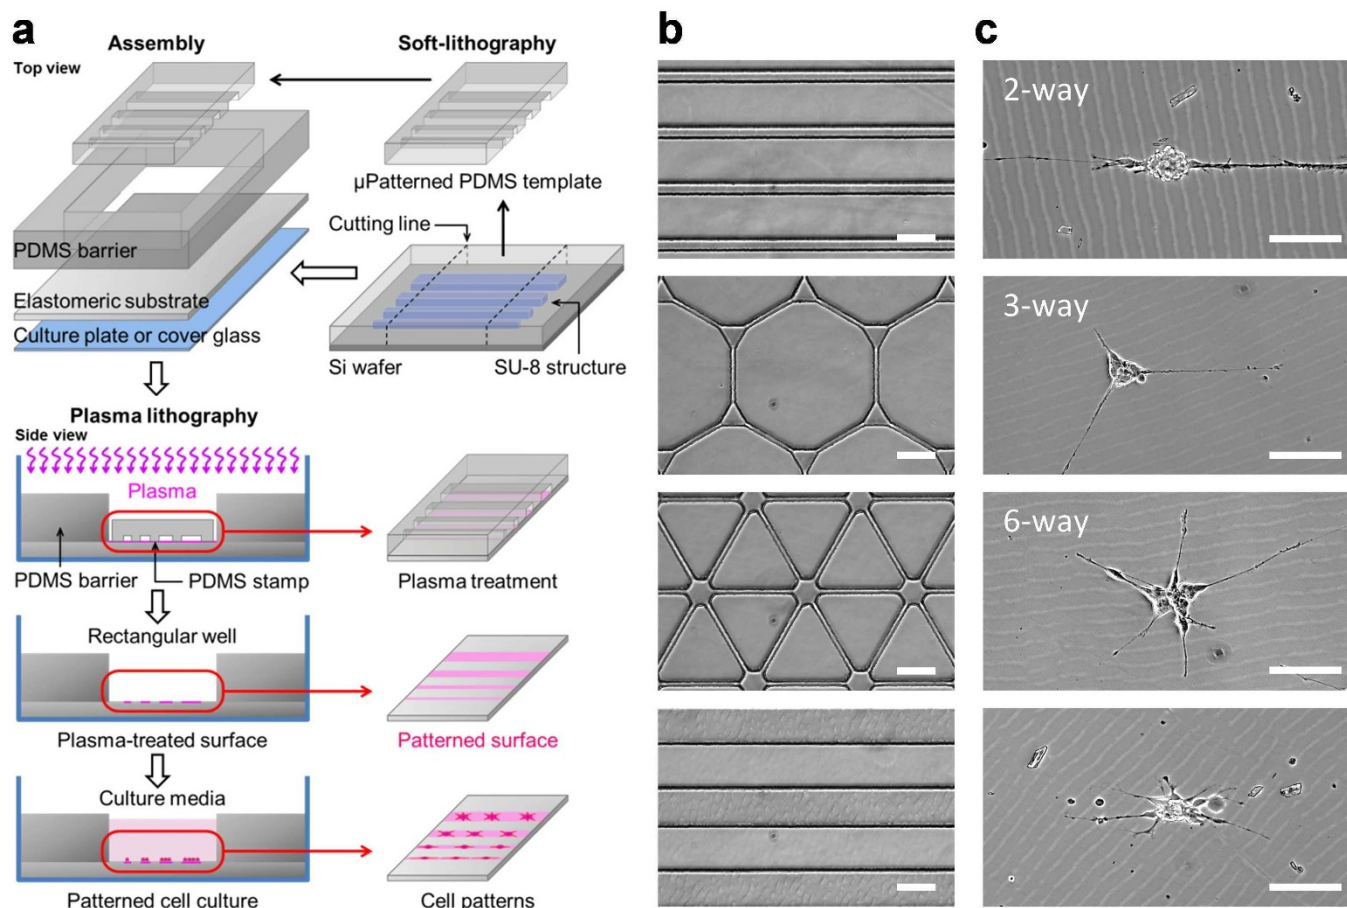 a
Assembly
Soft-lithography
Top view
µPatterned PDMS template
Cutting line
PDMS barrier
Elastomeric substrate
Culture plate or cover glass
Si wafer
SU-8 structure
Plasma lithography
Side view
Plasma
PDMS barrier
PDMS stamp
Plasma treatment
Rectangular well
Plasma-treated surface
Patterned surface
Culture media
Patterned cell culture
Cell patterns
b
c
2-way
3-way
6-way